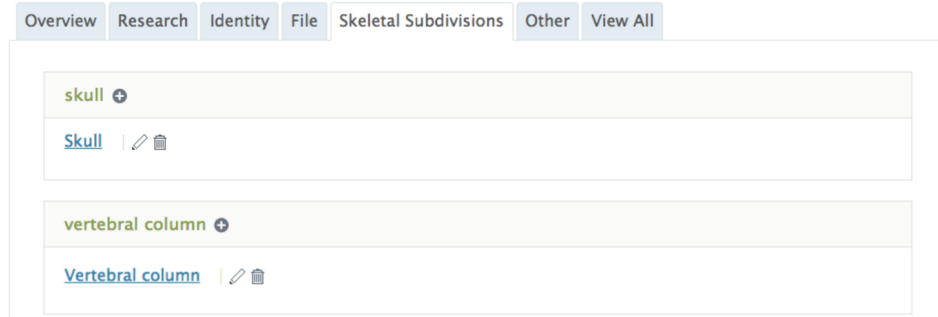 Overview Research Identity File Skeletal Subdivisions Other View All
skull
Skull
vertebral column
Vertebral column